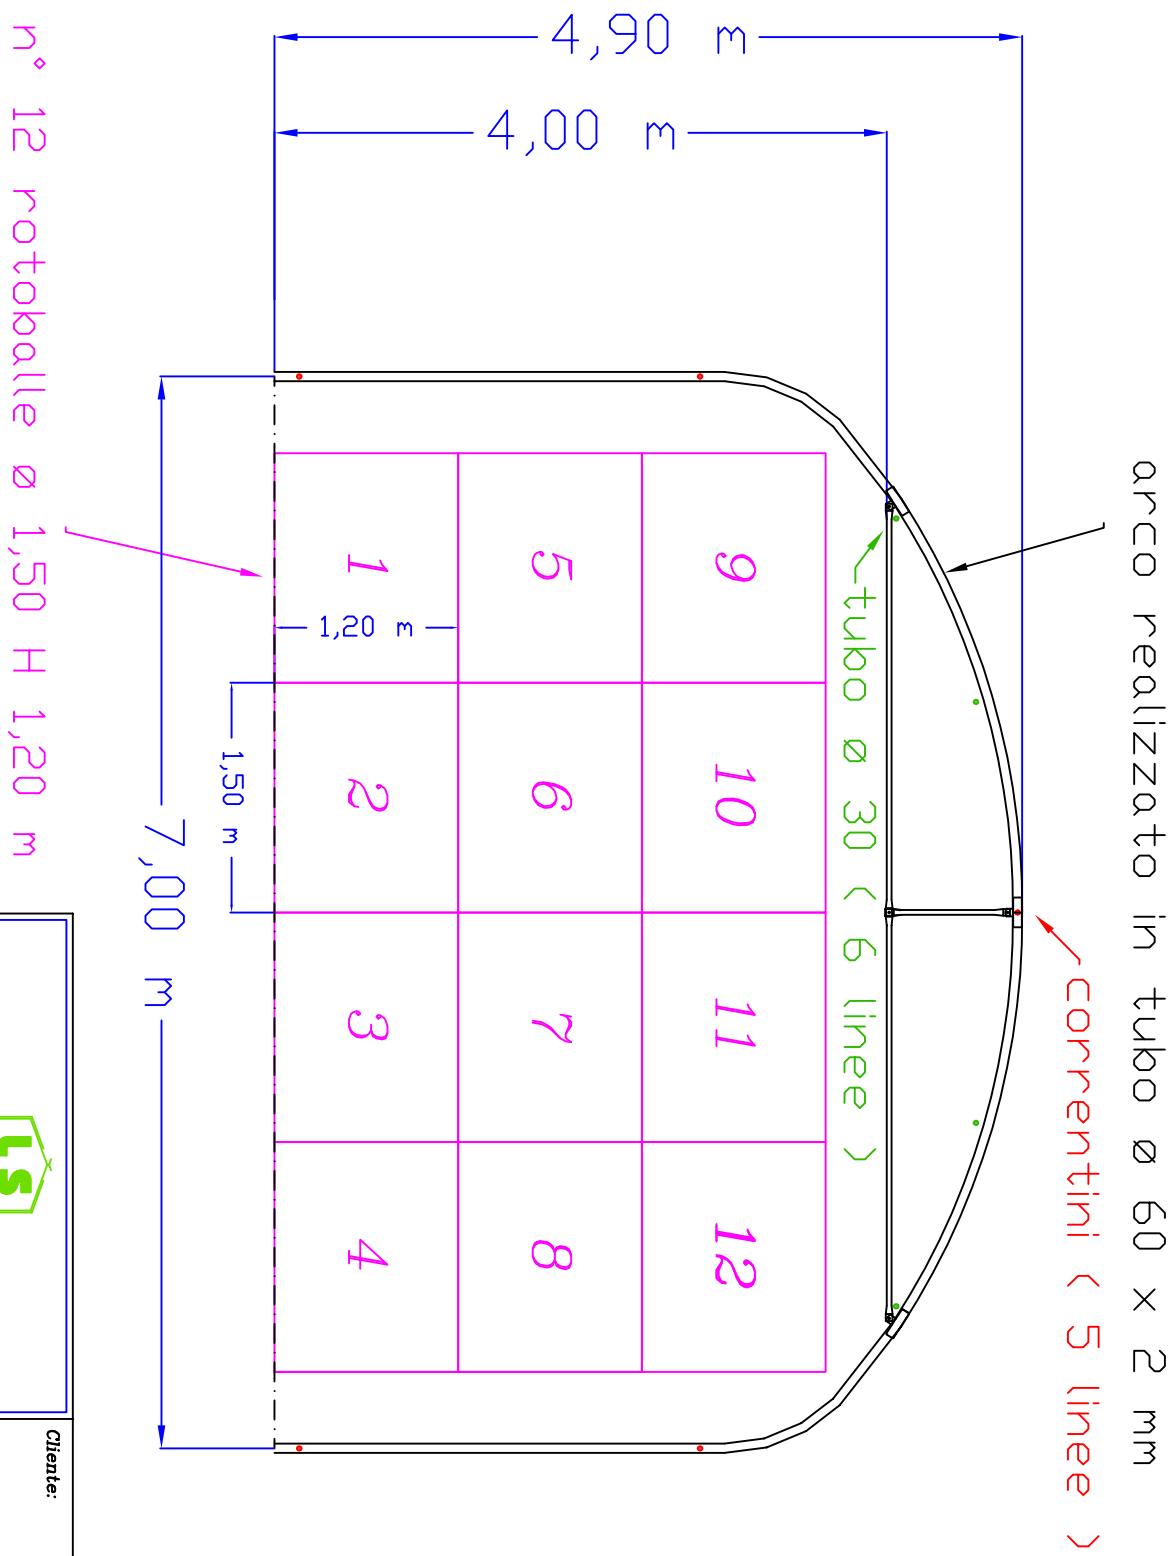 arco realizzato in tubo ø 60 x 2 mm
correntini ( 5 linee )
4,90 m
4,00 m
tubo ø 30 ( 6 linee )
9 10 11 12
5 6 7 8
1 2 3 4
1,20 m
1,50 m
7,00 m
n° 12 rotoballe ø 1,50 H 1,20 m
Cliente:
ls